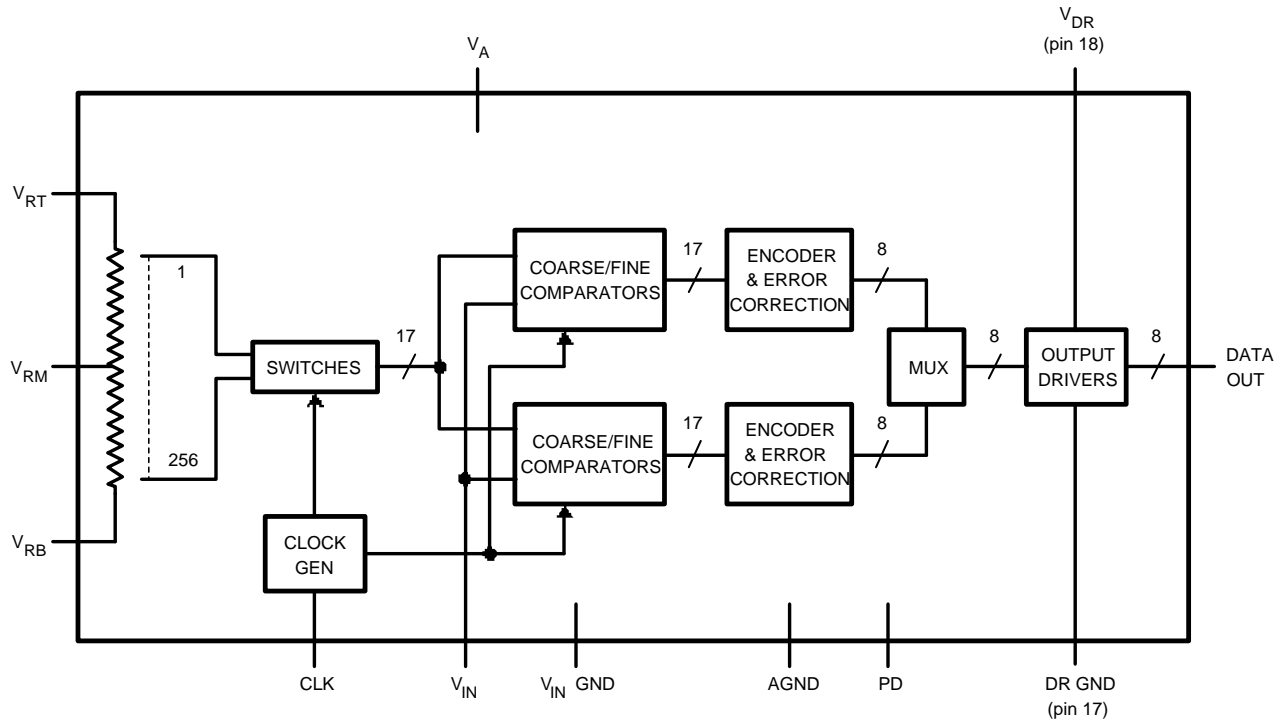 V_A
V_DR
(pin 18)
V_RT
V_RM
V_RB
1
256
SWITCHES
17
CLOCK
GEN
COARSE/FINE
COMPARATORS
17
ENCODER
& ERROR
CORRECTION
8
COARSE/FINE
COMPARATORS
17
ENCODER
& ERROR
CORRECTION
8
MUX
8
OUTPUT
DRIVERS
8
DATA
OUT
CLK
V_IN
V_IN GND
AGND
PD
DR GND
(pin 17)